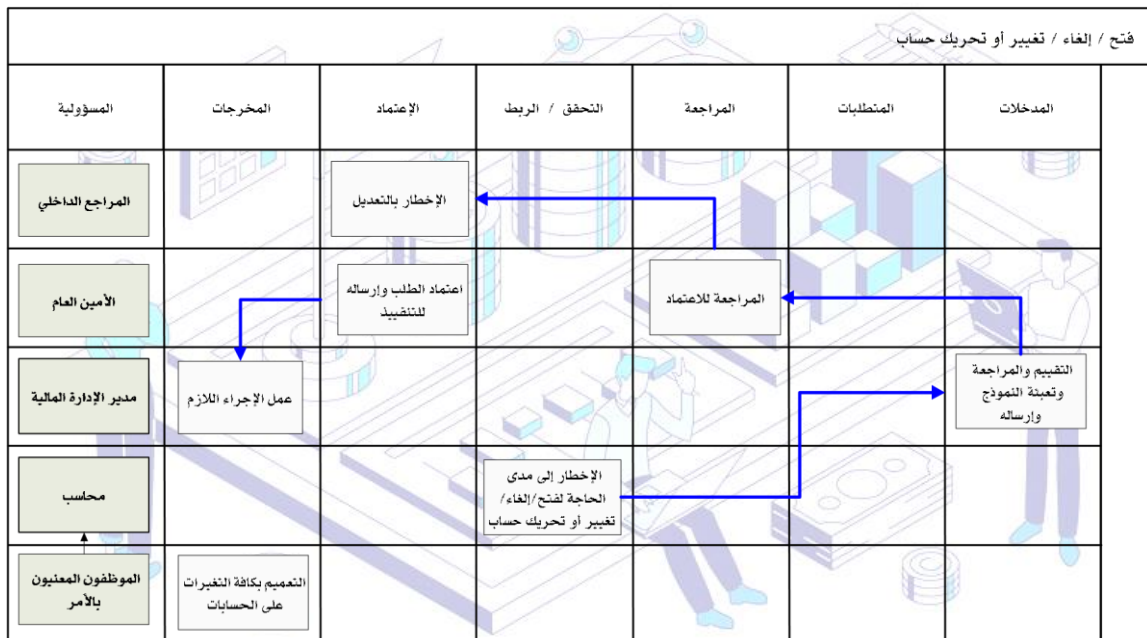 فتح / إلغاء / تغيير أو تحريك حساب
المدخلات
المتطلبات
المراجعة
التحقق / الربط
الإعتماد
المخرجات
المسؤولية
الإخطار بالتعديل
المراجع الداخلي
المراجعة للاعتماد
اعتماد الطلب وإرساله
للتنفييذ
الأمين العام
التقييم والمراجعة
وتعبئة النموذج
وإرساله
عمل الإجراء اللازم
مدير الإدارة المالية
الإخطار إلى مدى
الحاجة لفتح/إلغاء/
تغيير أو تحريك حساب
محاسب
التعميم بكافة التغيرات
على الحسابات
الموظفون المعنيون
بالأمر